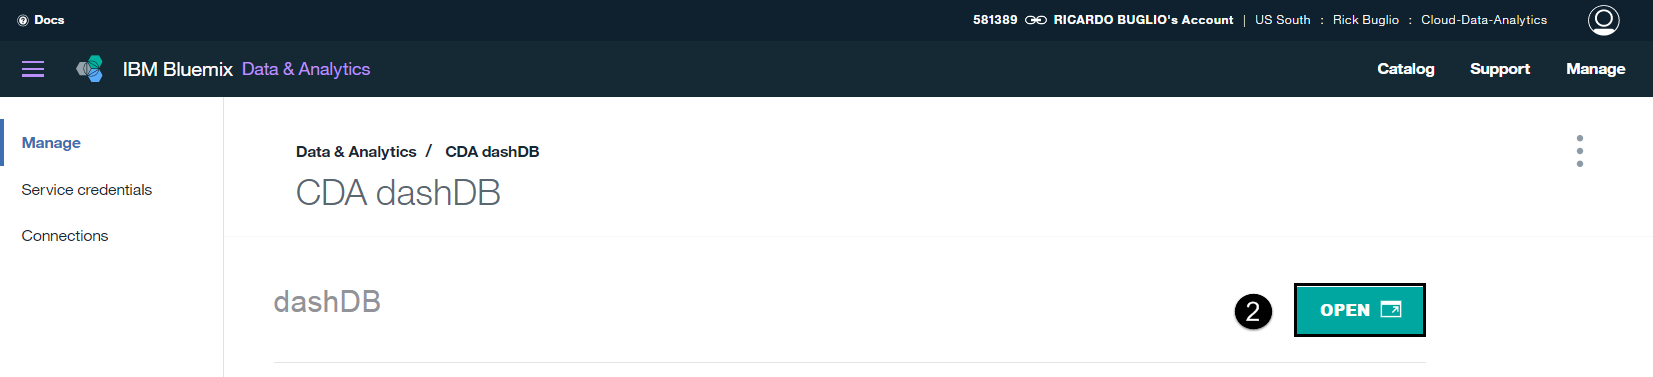 Docs
581389 RICARDO BUGLIO's Account | US South : Rick Buglio : Cloud-Data-Analytics
IBM Bluemix Data & Analytics
Catalog Support Manage
Manage
Service credentials
Connections
Data & Analytics / CDA dashDB
CDA dashDB
dashDB
2 OPEN